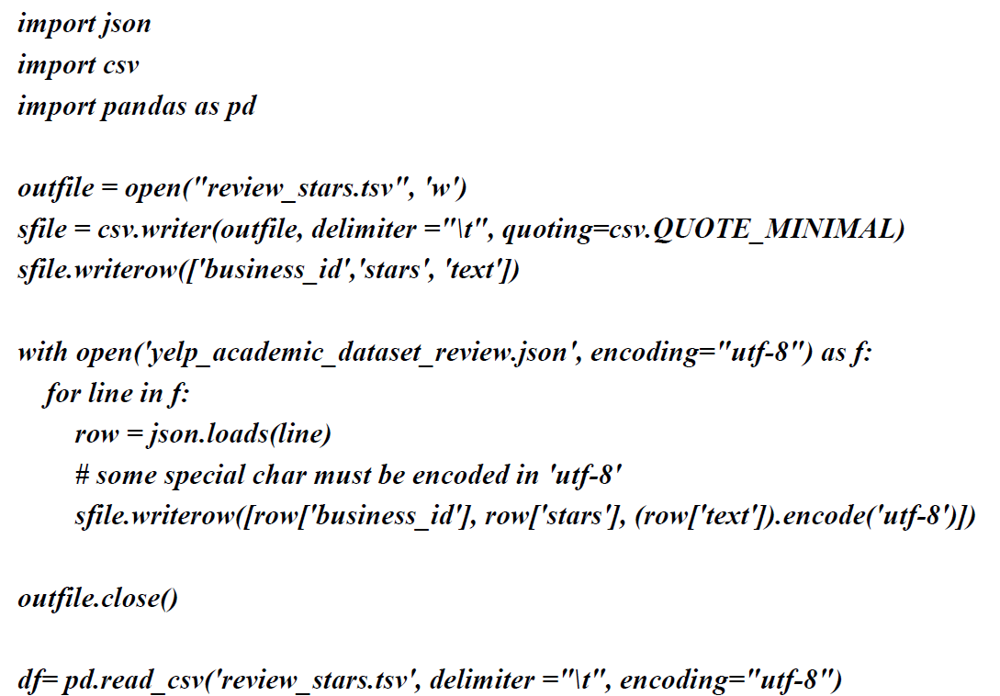 import json
import csv
import pandas as pd
outfile = open("review_stars.tsv", 'w')
sfile = csv.writer(outfile, delimiter ="\t", quoting=csv.QUOTE_MINIMAL)
sfile.writerow(['business_id','stars', 'text'])
with open('yelp_academic_dataset_review.json', encoding="utf-8") as f:
    for line in f:
        row = json.loads(line)
        # some special char must be encoded in 'utf-8'
        sfile.writerow([row['business_id'], row['stars'], (row['text']).encode('utf-8')])
outfile.close()
df= pd.read_csv('review_stars.tsv', delimiter ="\t", encoding="utf-8")